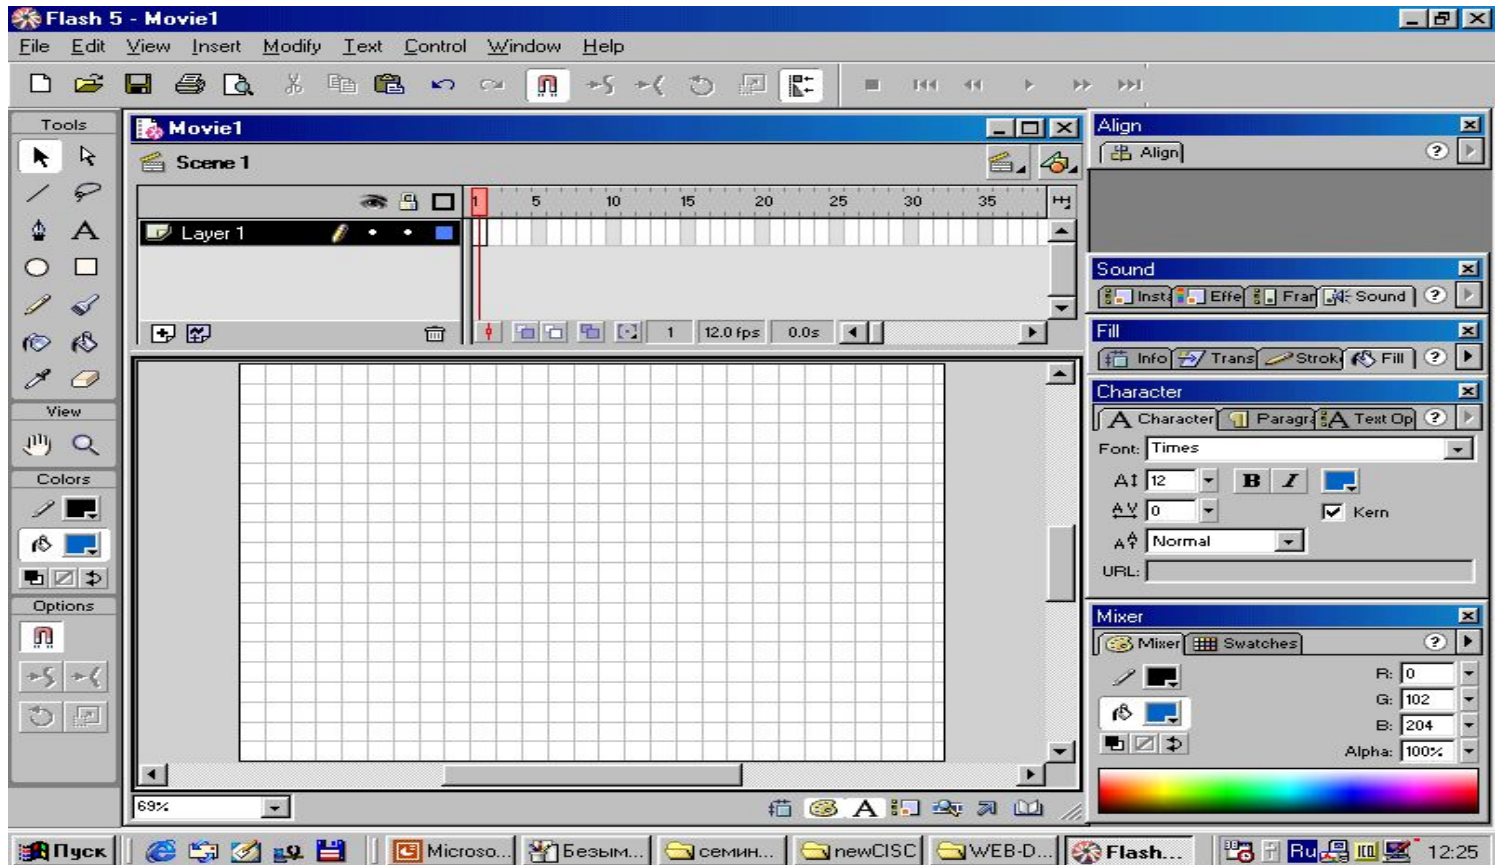 Flash 5 - Movie1
File Edit View Insert Modify Text Control Window Help
Tools
View
Colors
Options
Movie1
Scene 1
1 5 10 15 20 25 30 35
Layer 1
1 12.0 fps 0.0s
69%
Align
Align
Sound
Insta Effe Fran Sound
Fill
Info Trans Strok Fill
Character
Character Paragra Text Op
Font: Times
12 B I
0 Kern
Normal
URL:
Mixer
Mixer Swatches
R: 0
G: 102
B: 204
Alpha: 100%
Пуск Microso... Безым... семин... newCISC WEB-D... Flash... Ru 12:25